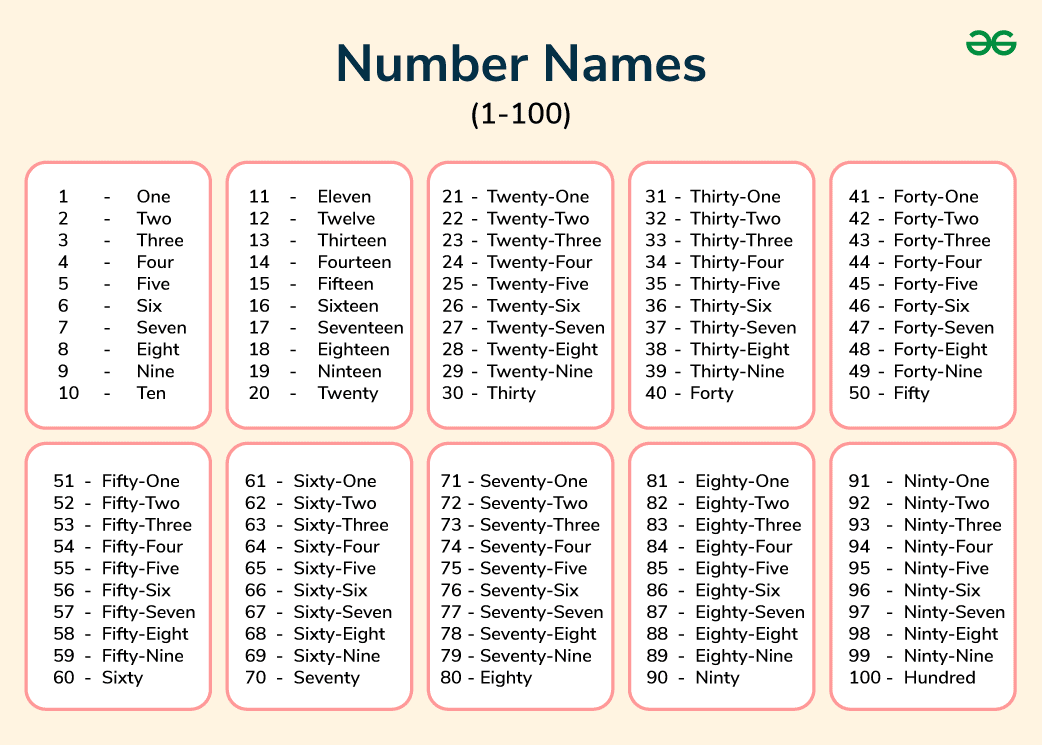 Number Names
(1-100)
1 - One
2 - Two
3 - Three
4 - Four
5 - Five
6 - Six
7 - Seven
8 - Eight
9 - Nine
10 - Ten
11 - Eleven
12 - Twelve
13 - Thirteen
14 - Fourteen
15 - Fifteen
16 - Sixteen
17 - Seventeen
18 - Eighteen
19 - Ninteen
20 - Twenty
21 - Twenty-One
22 - Twenty-Two
23 - Twenty-Three
24 - Twenty-Four
25 - Twenty-Five
26 - Twenty-Six
27 - Twenty-Seven
28 - Twenty-Eight
29 - Twenty-Nine
30 - Thirty
31 - Thirty-One
32 - Thirty-Two
33 - Thirty-Three
34 - Thirty-Four
35 - Thirty-Five
36 - Thirty-Six
37 - Thirty-Seven
38 - Thirty-Eight
39 - Thirty-Nine
40 - Forty
41 - Forty-One
42 - Forty-Two
43 - Forty-Three
44 - Forty-Four
45 - Forty-Five
46 - Forty-Six
47 - Forty-Seven
48 - Forty-Eight
49 - Forty-Nine
50 - Fifty
51 - Fifty-One
52 - Fifty-Two
53 - Fifty-Three
54 - Fifty-Four
55 - Fifty-Five
56 - Fifty-Six
57 - Fifty-Seven
58 - Fifty-Eight
59 - Fifty-Nine
60 - Sixty
61 - Sixty-One
62 - Sixty-Two
63 - Sixty-Three
64 - Sixty-Four
65 - Sixty-Five
66 - Sixty-Six
67 - Sixty-Seven
68 - Sixty-Eight
69 - Sixty-Nine
70 - Seventy
71 - Seventy-One
72 - Seventy-Two
73 - Seventy-Three
74 - Seventy-Four
75 - Seventy-Five
76 - Seventy-Six
77 - Seventy-Seven
78 - Seventy-Eight
79 - Seventy-Nine
80 - Eighty
81 - Eighty-One
82 - Eighty-Two
83 - Eighty-Three
84 - Eighty-Four
85 - Eighty-Five
86 - Eighty-Six
87 - Eighty-Seven
88 - Eighty-Eight
89 - Eighty-Nine
90 - Ninty
91 - Ninty-One
92 - Ninty-Two
93 - Ninty-Three
94 - Ninty-Four
95 - Ninty-Five
96 - Ninty-Six
97 - Ninty-Seven
98 - Ninty-Eight
99 - Ninty-Nine
100 - Hundred